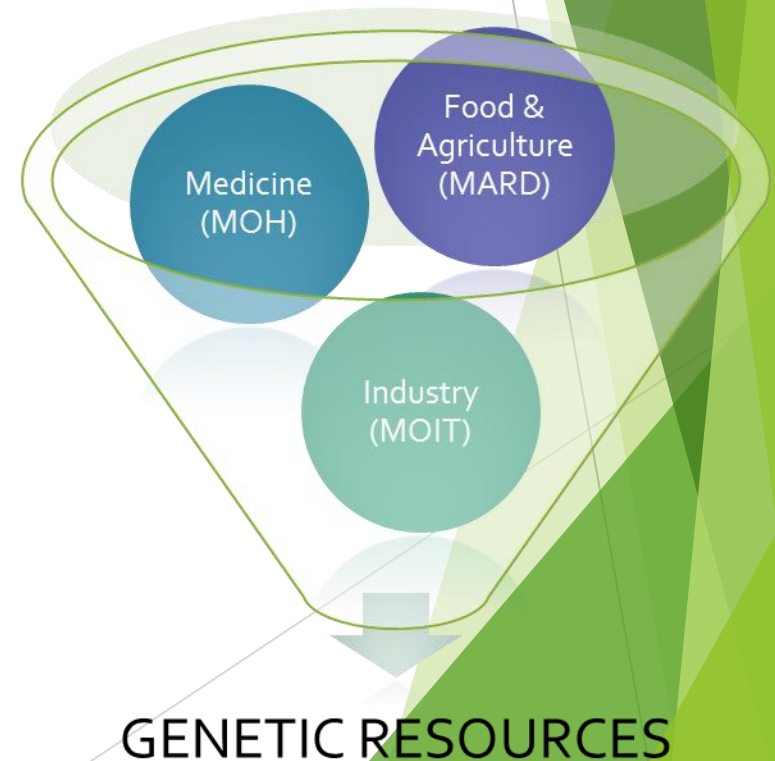 Food &
Agriculture
(MARD)
Medicine
(MOH)
Industry
(MOIT)
GENETIC RESOURCES